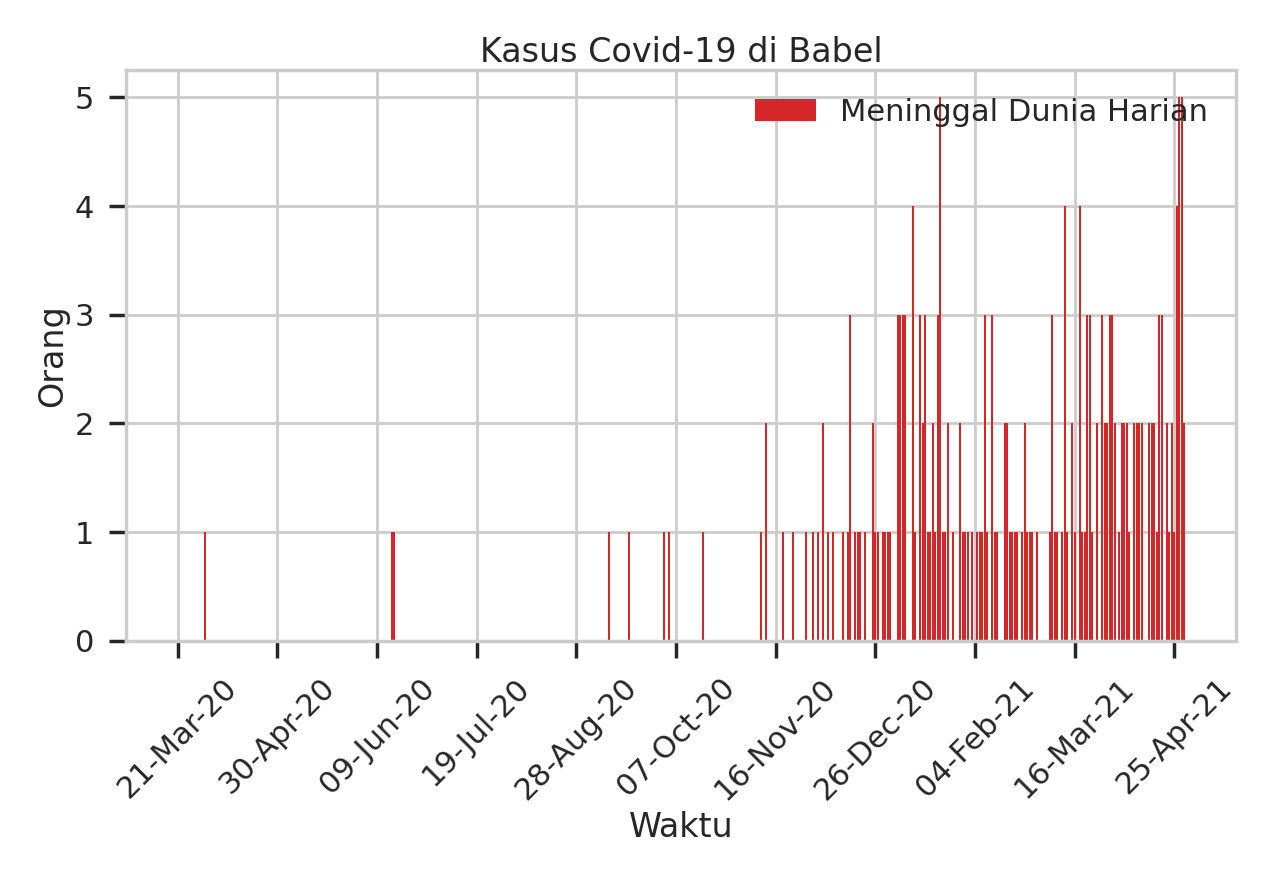 Kasus Covid-19 di Babel
Meninggal Dunia Harian
Orang
5
4
3
2
1
0
21-Mar-20
30-Apr-20
09-Jun-20
19-Jul-20
28-Aug-20
07-Oct-20
16-Nov-20
26-Dec-20
04-Feb-21
16-Mar-21
25-Apr-21
Waktu